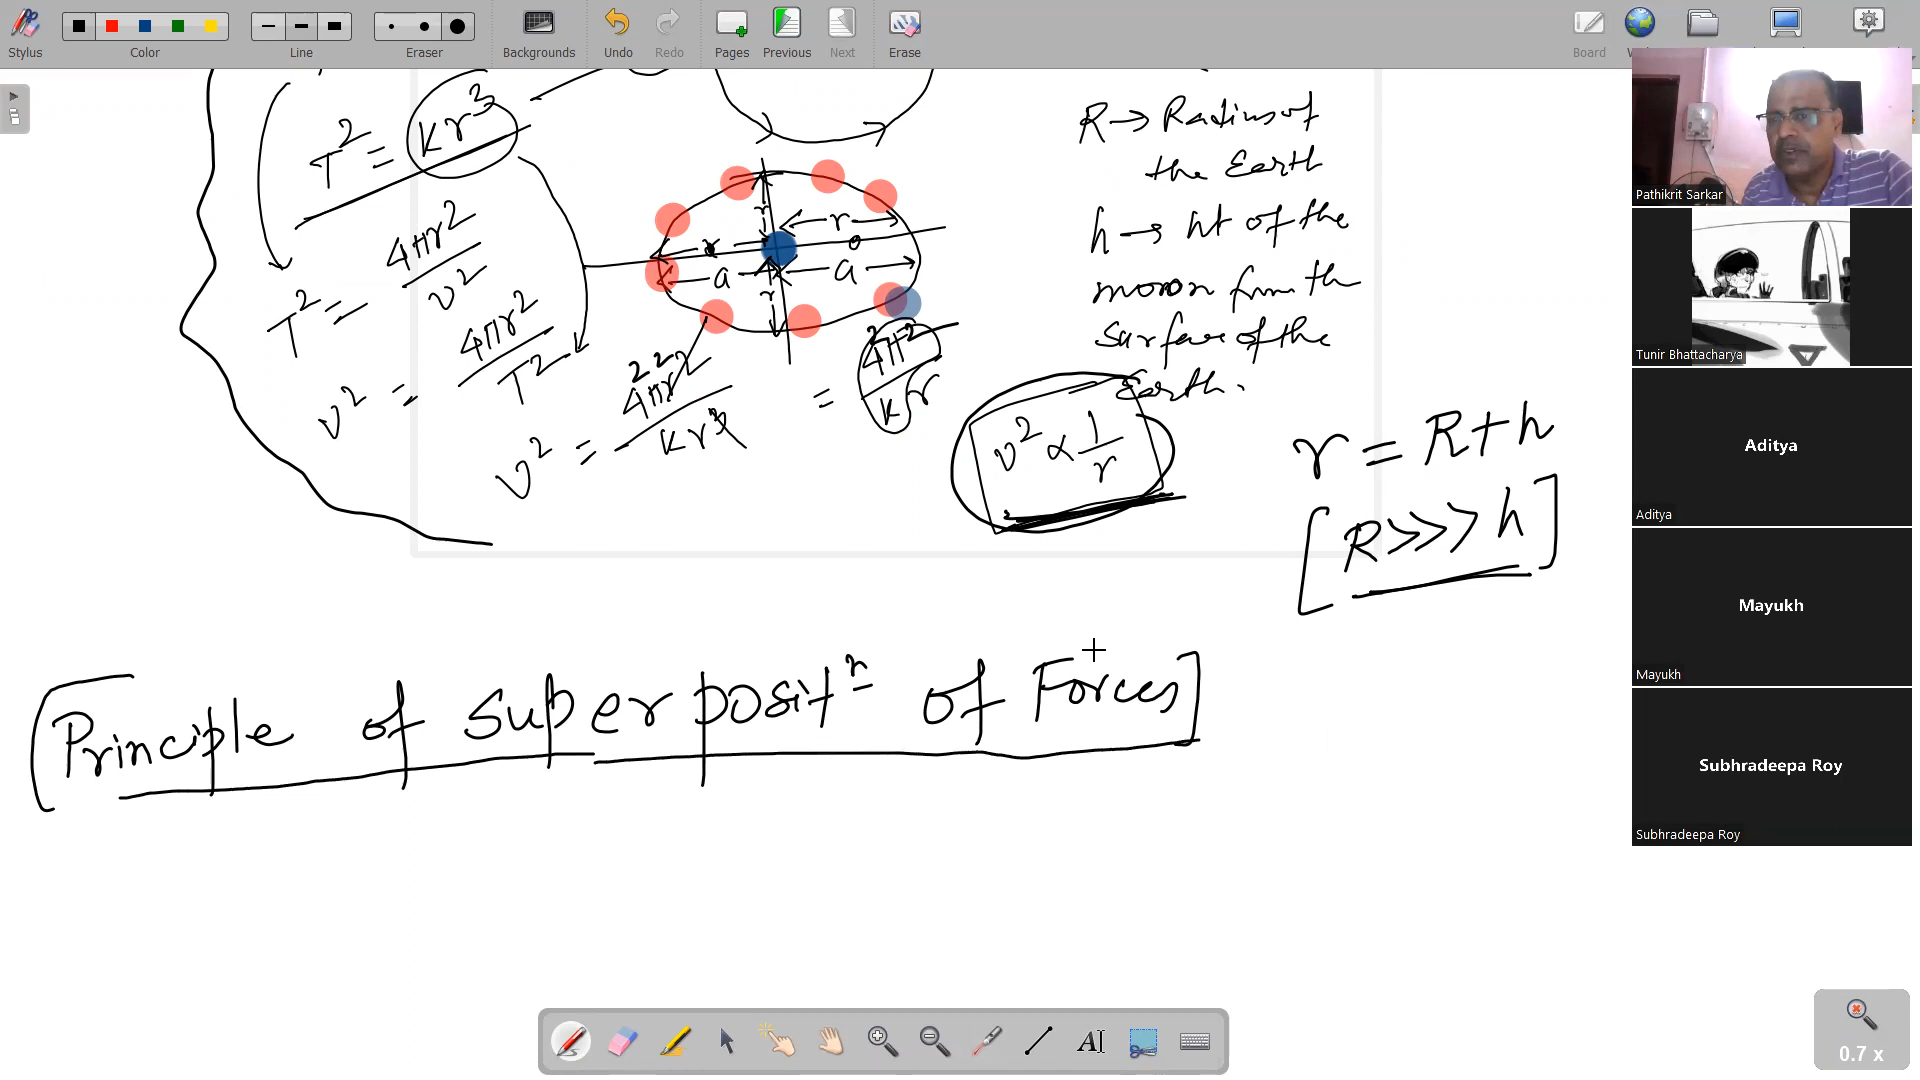 Stylus
Color
Line
Eraser
Backgrounds
Undo
Redo
Pages
Previous
Next
Erase
Board
T² = kr³
T² = 4πr² / v²
v² = 4πr² / T²
v² = 4π²r² / kr³ = 4π² / kr
v² ∝ 1/r
r
r
r
r
a
a
R → Radius of
the Earth
h → ht of the
moon from the
surface of the
Earth.
r = R + h
[R >>> h]
[Principle of superpositⁿ of Forces]
Pathikrit Sarkar
Tunir Bhattacharya
Aditya
Aditya
Mayukh
Mayukh
Subhradeepa Roy
Subhradeepa Roy
AI
0.7 x